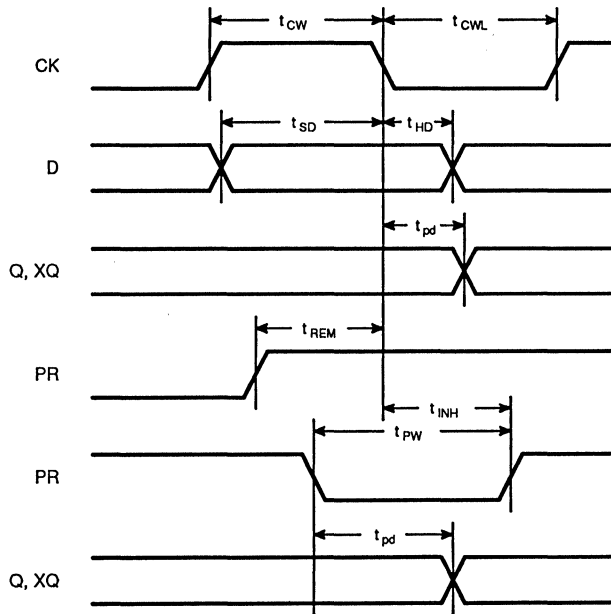 t_CW
t_CWL
CK
t_SD
t_HD
D
t_pd
Q, XQ
t_REM
PR
t_INH
t_PW
PR
t_pd
Q, XQ